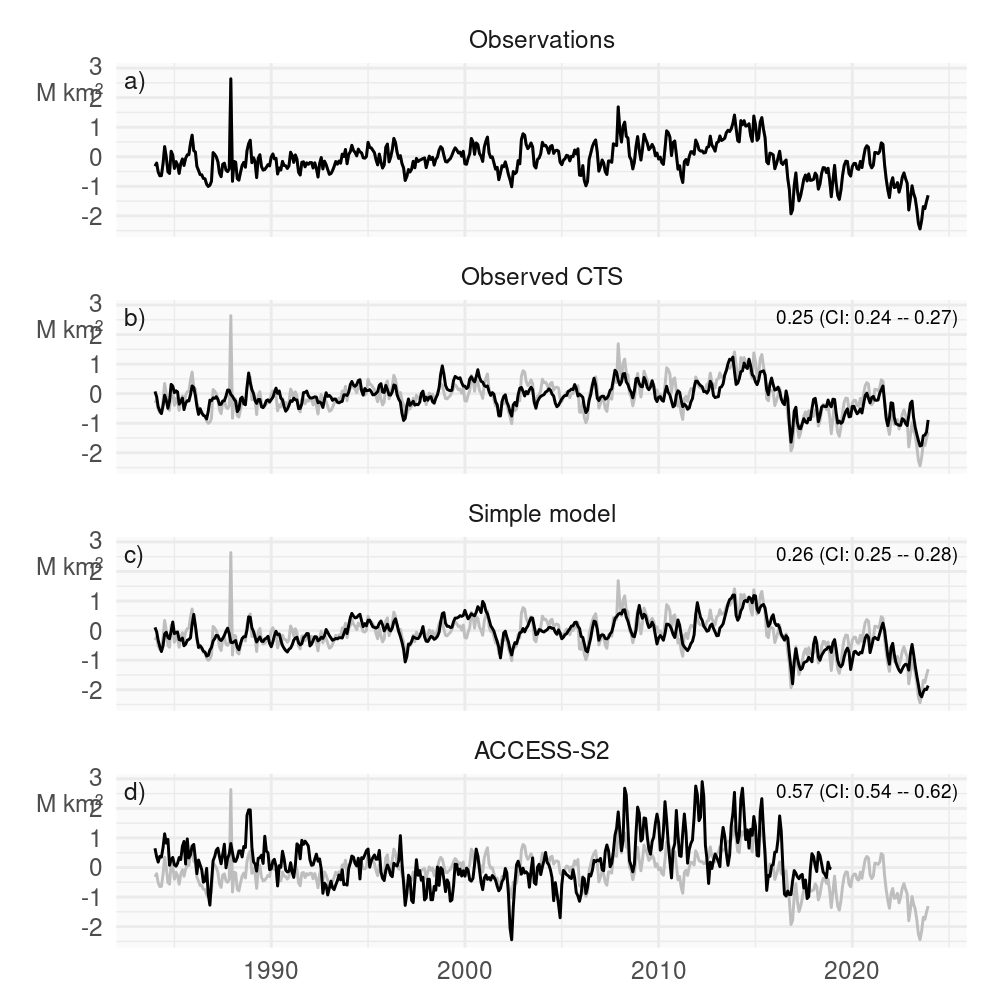 Observations
3
a)
M km²
2
1
0
-1
-2
Observed CTS
3
b)
0.25 (CI: 0.24 -- 0.27)
M km²
2
1
0
-1
-2
Simple model
3
c)
0.26 (CI: 0.25 -- 0.28)
M km²
2
1
0
-1
-2
ACCESS-S2
3
d)
0.57 (CI: 0.54 -- 0.62)
M km²
2
1
0
-1
-2
1990 2000 2010 2020